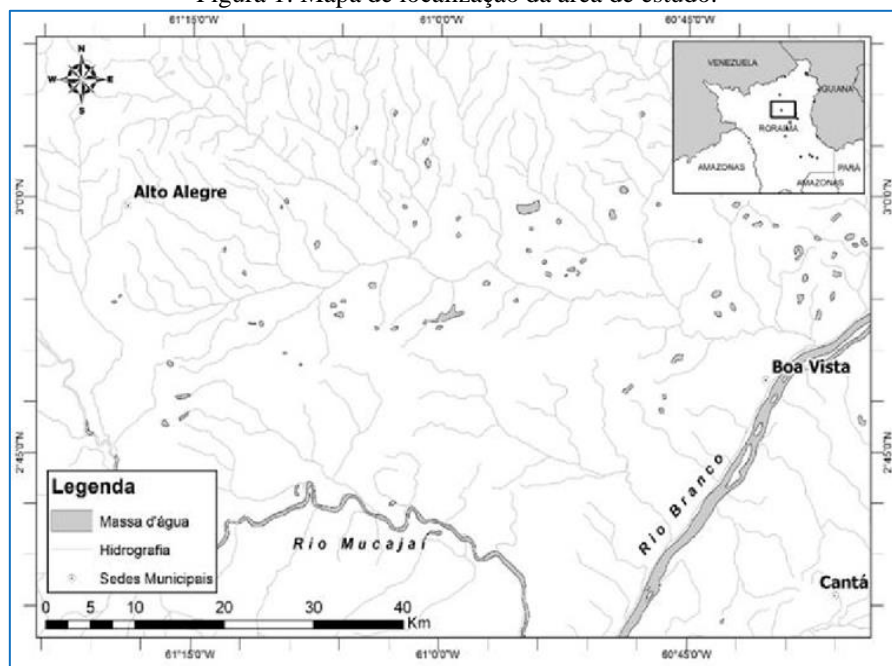 Figura 1: Mapa de localização da área de estudo.
61°15'0"W 61°0'0"W 60°45'0"W
N
W E
S
VENEZUELA
GUIANA
RORAIMA
AMAZONAS
PARÁ
AMAZONAS
3°0'0"N 3°0'0"N
Alto Alegre
Boa Vista
2°45'0"N 2°45'0"N
Rio Branco
Rio Mucajaí
Cantá
Legenda
Massa d'água
Hidrografia
Sedes Municipais
0 5 10 20 30 40
Km
61°15'0"W 61°0'0"W 60°45'0"W